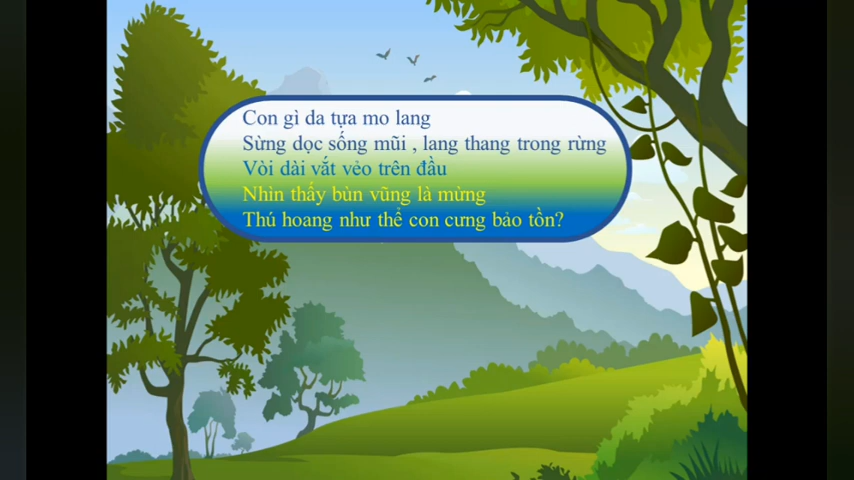 Con gì da tựa mo lang
Sừng dọc sống mũi , lang thang trong rừng
Vòi dài vắt vẻo trên đầu
Nhìn thấy bùn vũng là mừng
Thú hoang như thể con cưng bảo tồn?